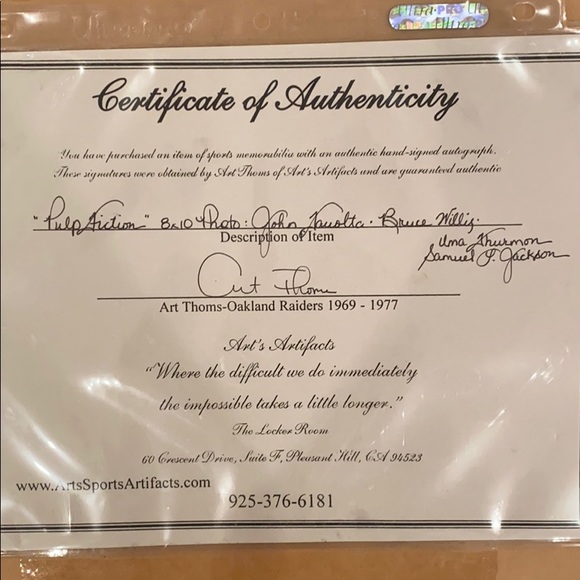 ULTRA·PRO
Certificate of Authenticity
You have purchased an item of sports memorabilia with an authentic hand-signed autograph.
These signatures were obtained by Art Thoms of Art's Artifacts and are guaranteed authentic
"Pulp Fiction" 8x10 Photo: John Travolta · Bruce Willis ·
Uma Thurmon
Samuel L. Jackson
Description of Item
Art Thoms
Art Thoms-Oakland Raiders 1969 - 1977
Art's Artifacts
"Where the difficult we do immediately
the impossible takes a little longer."
The Locker Room
60 Crescent Drive, Suite F, Pleasant Hill, CA 94523
www.ArtsSportsArtifacts.com
925-376-6181